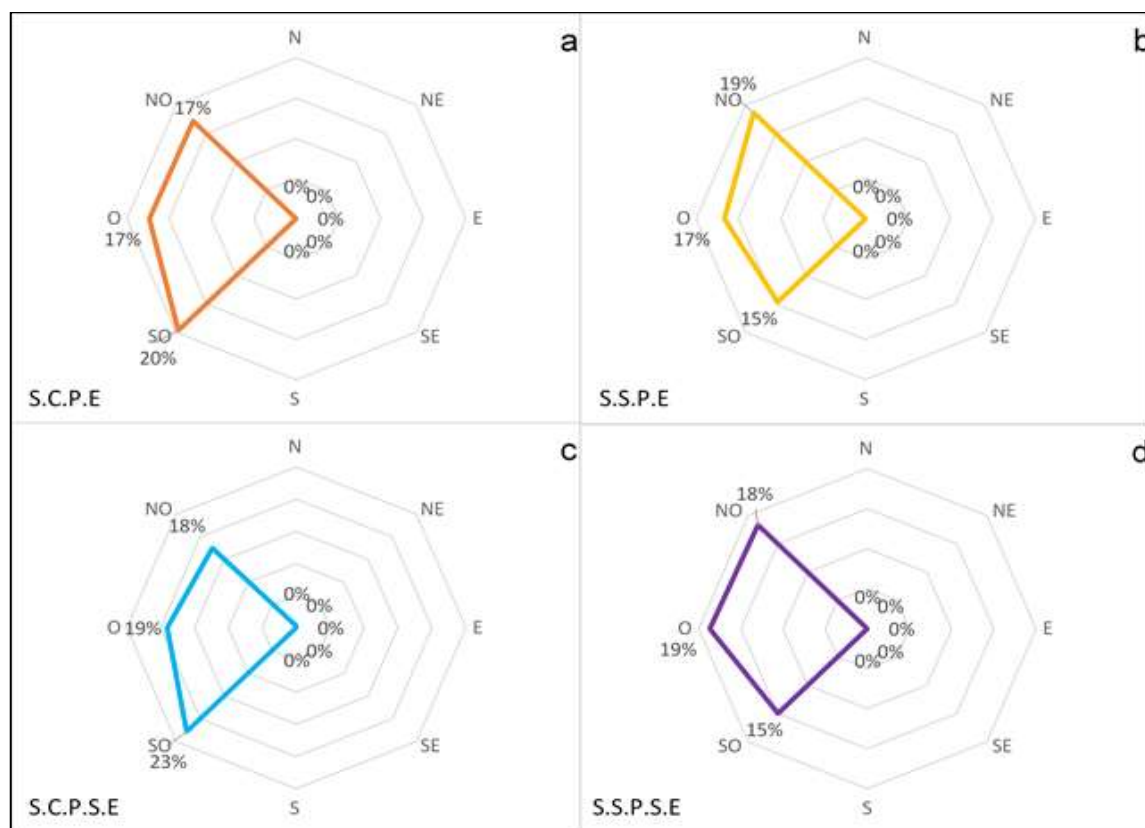 a
N
NO
17%
NE
0%
0%
O
0%
E
17%
0%
0%
SO
SE
20%
S
S.C.P.E
b
N
19%
NO
NE
0%
0%
O
0%
E
17%
0%
0%
15%
SO
SE
S
S.S.P.E
c
N
NO
18%
NE
0%
0%
O
19%
0%
E
0%
0%
SO
SE
23%
S
S.C.P.S.E
d
N
18%
NO
NE
0%
0%
O
0%
E
19%
0%
0%
15%
SO
SE
S
S.S.P.S.E